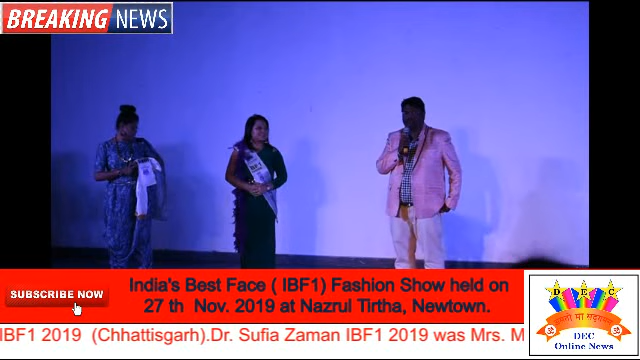 BREAKING NEWS
SUBSCRIBE NOW
India's Best Face ( IBF1) Fashion Show held on
27 th Nov. 2019 at Nazrul Tirtha, Newtown.
D E C
DEC
Online News
IBF1 2019 (Chhattisgarh).Dr. Sufia Zaman IBF1 2019 was Mrs. M